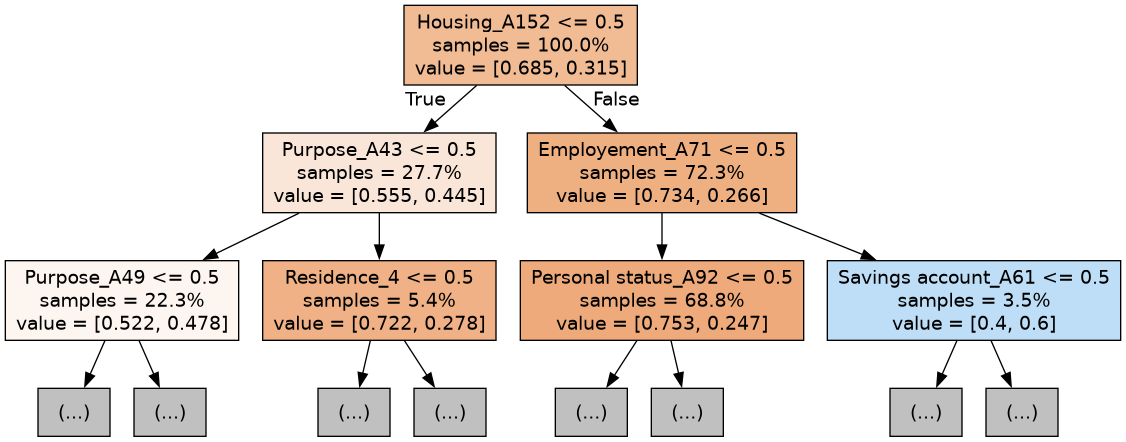 Housing_A152 <= 0.5
samples = 100.0%
value = [0.685, 0.315]
True
False
Purpose_A43 <= 0.5
samples = 27.7%
value = [0.555, 0.445]
Employement_A71 <= 0.5
samples = 72.3%
value = [0.734, 0.266]
Purpose_A49 <= 0.5
samples = 22.3%
value = [0.522, 0.478]
Residence_4 <= 0.5
samples = 5.4%
value = [0.722, 0.278]
Personal status_A92 <= 0.5
samples = 68.8%
value = [0.753, 0.247]
Savings account_A61 <= 0.5
samples = 3.5%
value = [0.4, 0.6]
(...)
(...)
(...)
(...)
(...)
(...)
(...)
(...)